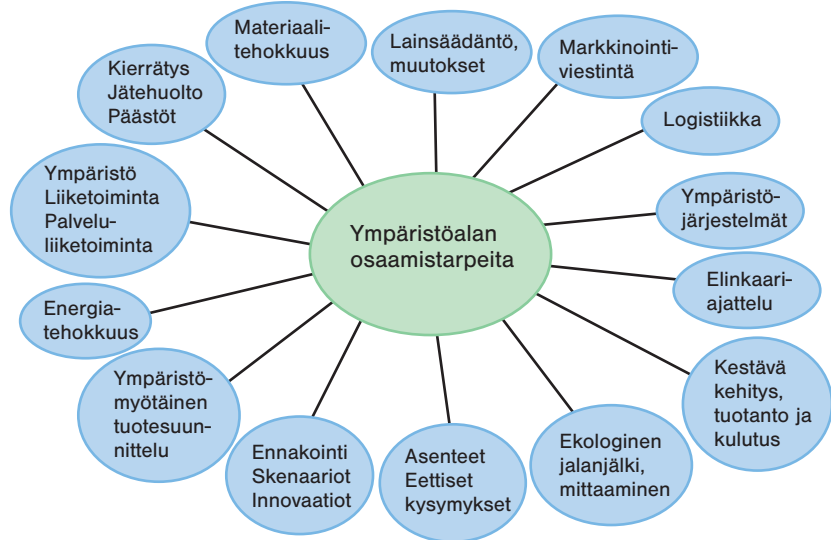 Materiaali-
tehokkuus
Lainsäädäntö,
muutokset
Markkinointi-
viestintä
Kierrätys
Jätehuolto
Päästöt
Logistiikka
Ympäristö
Liiketoiminta
Palvelu-
liiketoiminta
Ympäristöalan
osaamistarpeita
Ympäristö-
järjestelmät
Energia-
tehokkuus
Elinkaari-
ajattelu
Ympäristö-
myötäinen
tuotesuun-
nittelu
Kestävä
kehitys,
tuotanto ja
kulutus
Ennakointi
Skenaariot
Innovaatiot
Asenteet
Eettiset
kysymykset
Ekologinen
jalanjälki,
mittaaminen